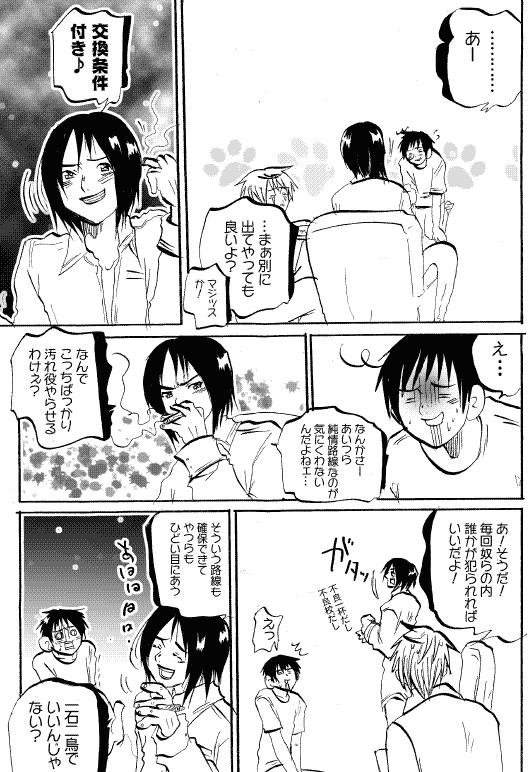 …………
あー
…まぁ別に
出てやっても
良いよ?
マジッス
か!
交換条件
付き♪
え…
なんかさー
あいつら
純情路線なのが
気にくわない
んだよねェ…
なんで
こっちばっかり
汚れ役やらせる
わけぇ?
あ!そうだ!
毎回奴らの内
誰かが犯られれば
いいだよ!
ガタッ
不良一杯だし
不良校だし
えっ
そういう路線も
確保できて
やつらも
ひどい目にあう
あはははは
一石二鳥で
いいんじゃ
ない?